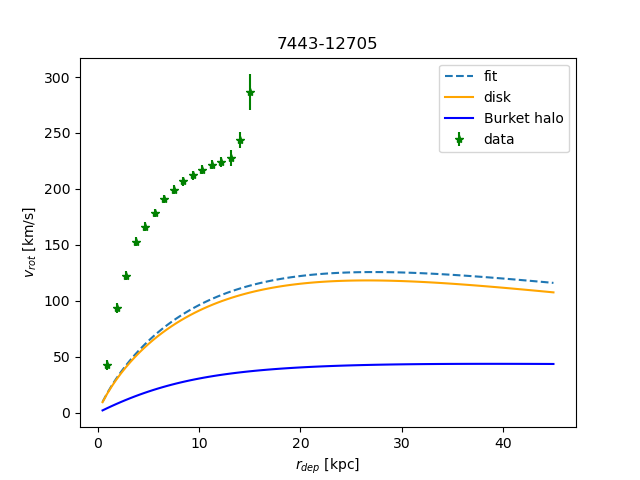 7443-12705
300
250
200
150
100
50
0
v_rot [km/s]
fit
disk
Burket halo
data
0 10 20 30 40
r_dep [kpc]